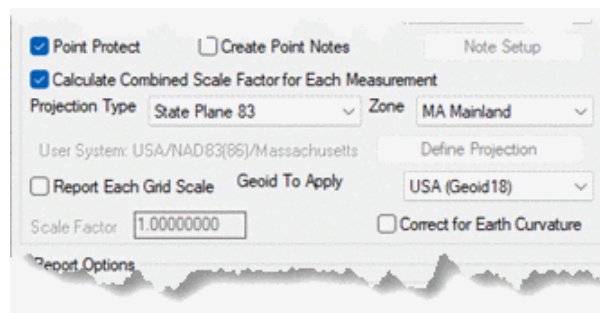 Point Protect Create Point Notes Note Setup
Calculate Combined Scale Factor for Each Measurement
Projection Type State Plane 83 Zone MA Mainland
User System: USA/NAD83(86)/Massachusetts Define Projection
Report Each Grid Scale Geoid To Apply USA (Geoid18)
Scale Factor 1.00000000 Correct for Earth Curvature
Report Options